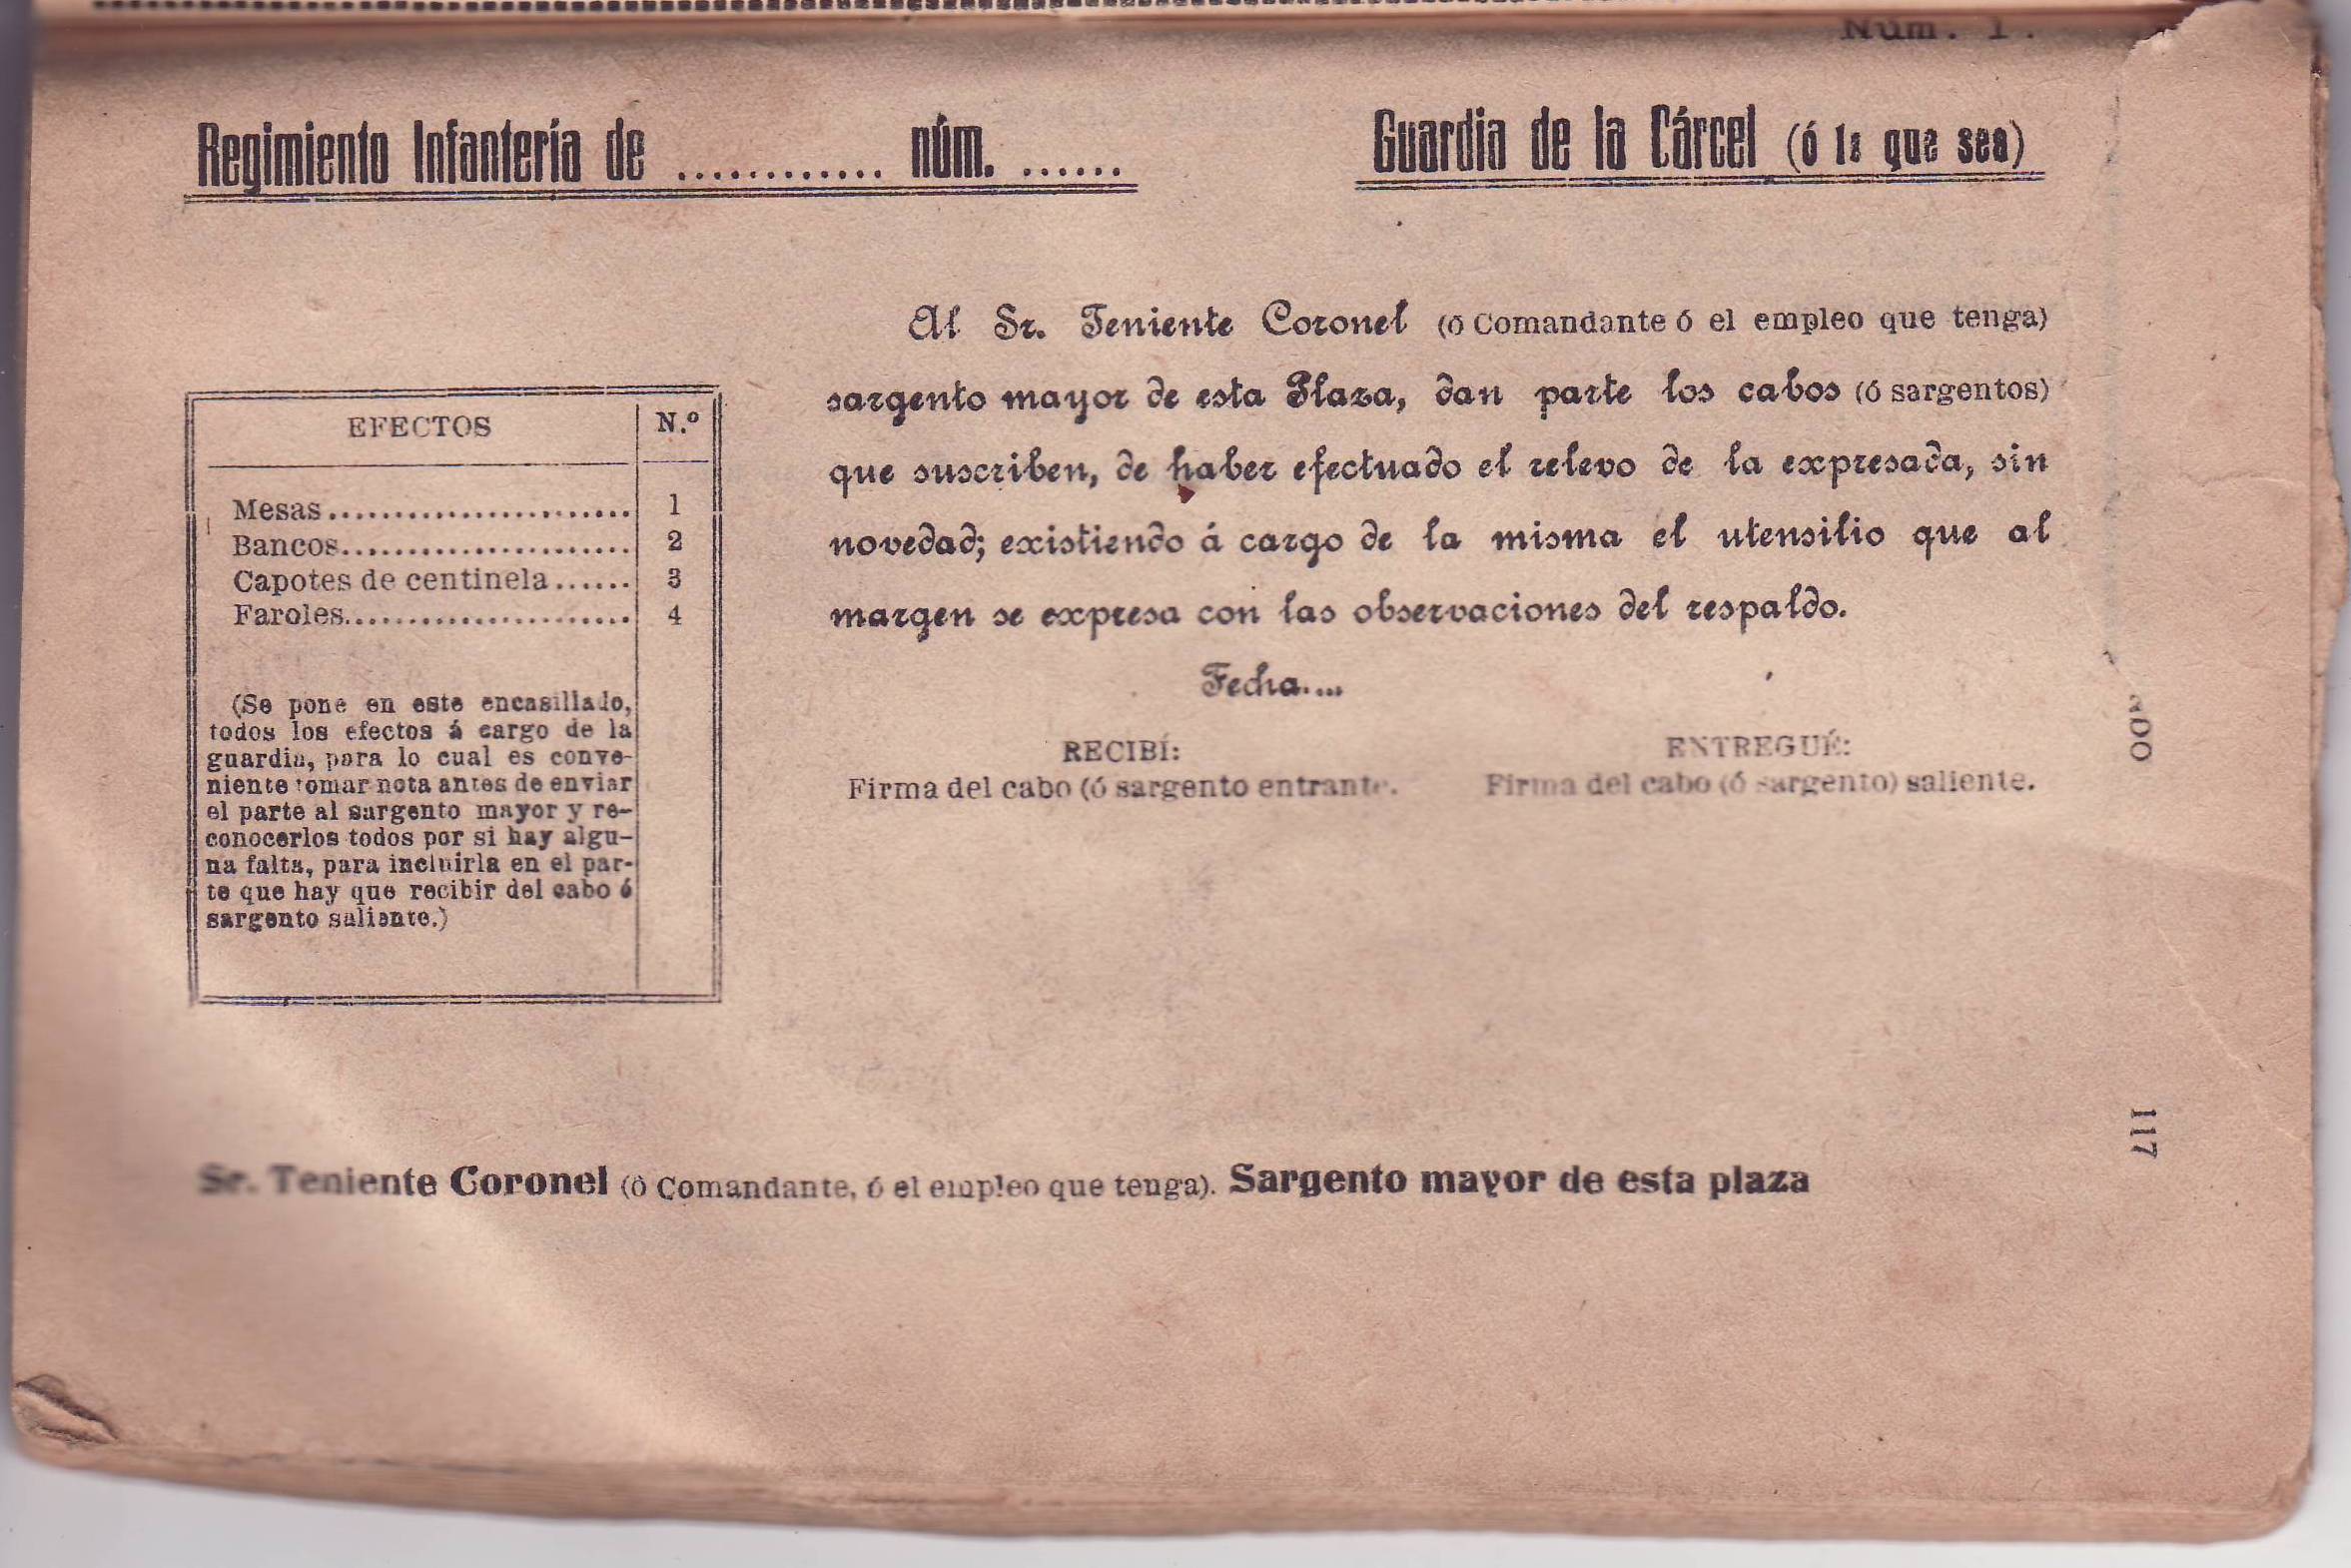 Núm. 1.
Regimiento Infantería de ............ núm. ......
Guardia de la Cárcel (ó la que sea)
EFECTOS N.º
Mesas....................... 1
Bancos...................... 2
Capotes de centinela...... 3
Faroles...................... 4
(Se pone en este encasillado,
todos los efectos á cargo de la
guardia, para lo cual es conve-
niente tomar nota antes de enviar
el parte al sargento mayor y re-
conocerlos todos por si hay algu-
na falta, para incluirla en el par-
te que hay que recibir del cabo ó
sargento saliente.)
Al Sr. Teniente Coronel (ó Comandante ó el empleo que tenga)
sargento mayor de esta Plaza, dan parte los cabos (ó sargentos)
que suscriben, de haber efectuado el relevo de la expresada, sin
novedad; existiendo á cargo de la misma el utensilio que al
margen se expresa con las observaciones del respaldo.
Fecha....
RECIBÍ:
Firma del cabo (ó sargento entrante.
ENTREGUÉ:
Firma del cabo (ó sargento) saliente.
Sr. Teniente Coronel (ó Comandante, ó el empleo que tenga). Sargento mayor de esta plaza
117